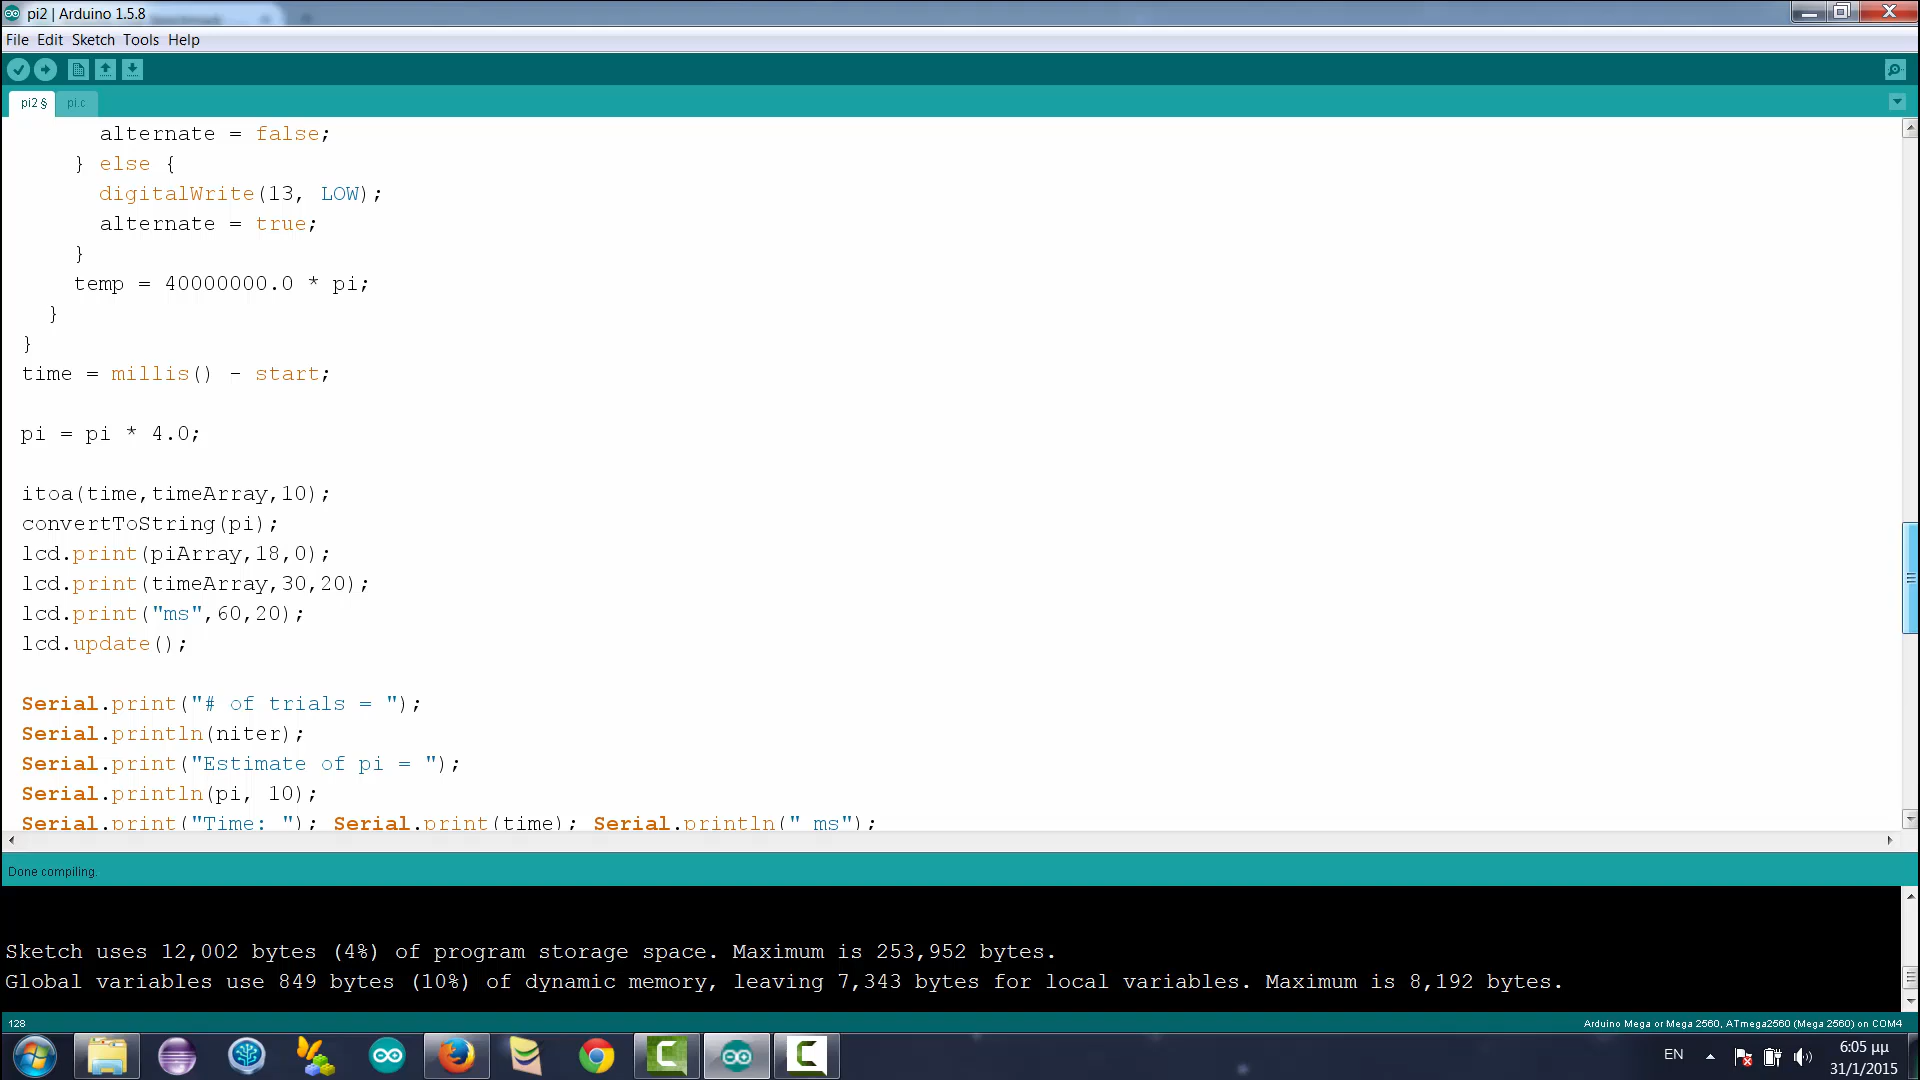 pi2 | Arduino 1.5.8
File Edit Sketch Tools Help
pi2 § pi.c
alternate = false;
} else {
digitalWrite(13, LOW);
alternate = true;
}
temp = 40000000.0 * pi;
}
}
time = millis() - start;
pi = pi * 4.0;
itoa(time,timeArray,10);
convertToString(pi);
lcd.print(piArray,18,0);
lcd.print(timeArray,30,20);
lcd.print("ms",60,20);
lcd.update();
Serial.print("# of trials = ");
Serial.println(niter);
Serial.print("Estimate of pi = ");
Serial.println(pi, 10);
Serial.print("Time: "); Serial.print(time); Serial.println(" ms");
Done compiling.
Sketch uses 12,002 bytes (4%) of program storage space. Maximum is 253,952 bytes.
Global variables use 849 bytes (10%) of dynamic memory, leaving 7,343 bytes for local variables. Maximum is 8,192 bytes.
128 Arduino Mega or Mega 2560, ATmega2560 (Mega 2560) on COM4
EN 6:05 μμ
31/1/2015